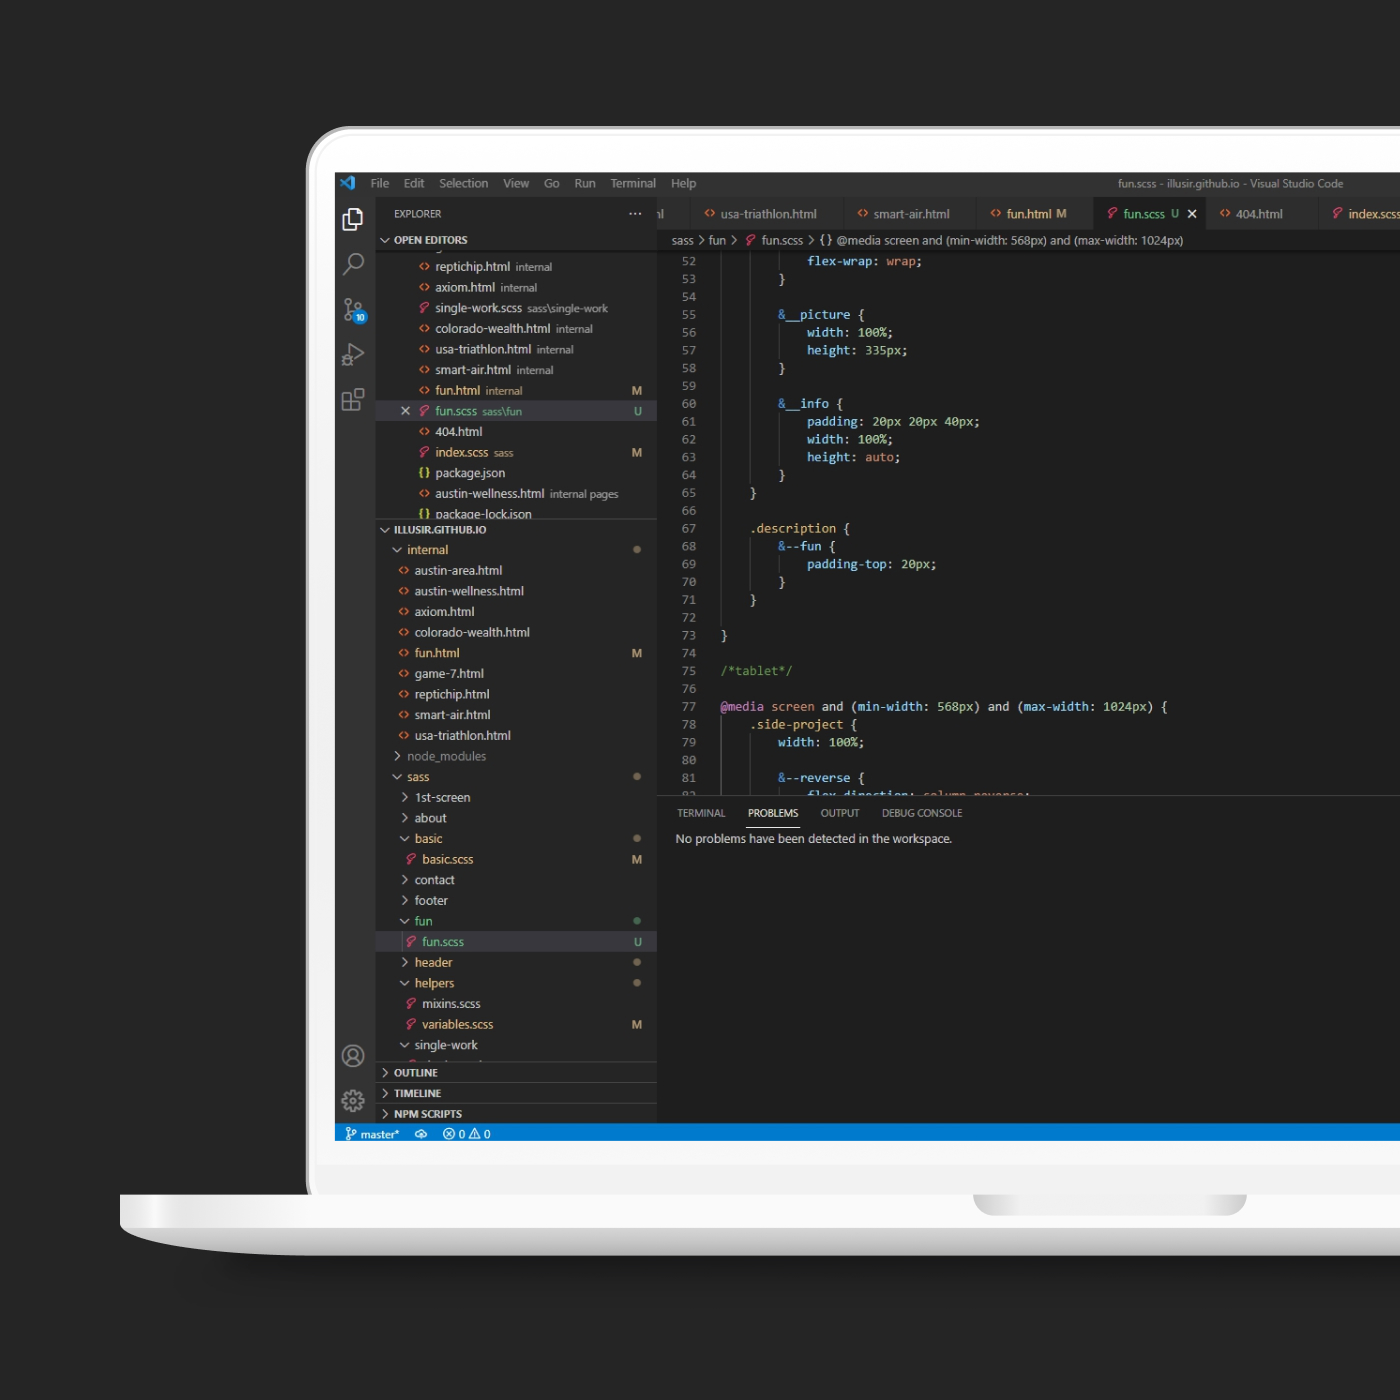 File Edit Selection View Go Run Terminal Help
fun.scss - illusir.github.io - Visual Studio Code
EXPLORER
usa-triathlon.html smart-air.html fun.html M fun.scss U 404.html index.scss
OPEN EDITORS
sass > fun > fun.scss > {} @media screen and (min-width: 568px) and (max-width: 1024px)
reptichip.html internal
axiom.html internal
single-work.scss sass\single-work
colorado-wealth.html internal
usa-triathlon.html internal
smart-air.html internal
fun.html internal M
fun.scss sass\fun U
404.html
index.scss sass M
package.json
austin-wellness.html internal pages
package-lock.json
10
ILLUSIR.GITHUB.IO
internal
austin-area.html
austin-wellness.html
axiom.html
colorado-wealth.html
fun.html M
game-7.html
reptichip.html
smart-air.html
usa-triathlon.html
node_modules
sass
1st-screen
about
basic
basic.scss M
contact
footer
fun
fun.scss U
header
helpers
mixins.scss
variables.scss M
single-work
OUTLINE
TIMELINE
NPM SCRIPTS
52 flex-wrap: wrap;
53 }
54
55 &__picture {
56 width: 100%;
57 height: 335px;
58 }
59
60 &__info {
61 padding: 20px 20px 40px;
62 width: 100%;
63 height: auto;
64 }
65 }
66
67 .description {
68 &--fun {
69 padding-top: 20px;
70 }
71 }
72
73 }
74
75 /*tablet*/
76
77 @media screen and (min-width: 568px) and (max-width: 1024px) {
78 .side-project {
79 width: 100%;
80
81 &--reverse {
82 flex-direction: column-reverse;
TERMINAL PROBLEMS OUTPUT DEBUG CONSOLE
No problems have been detected in the workspace.
master* 0 0